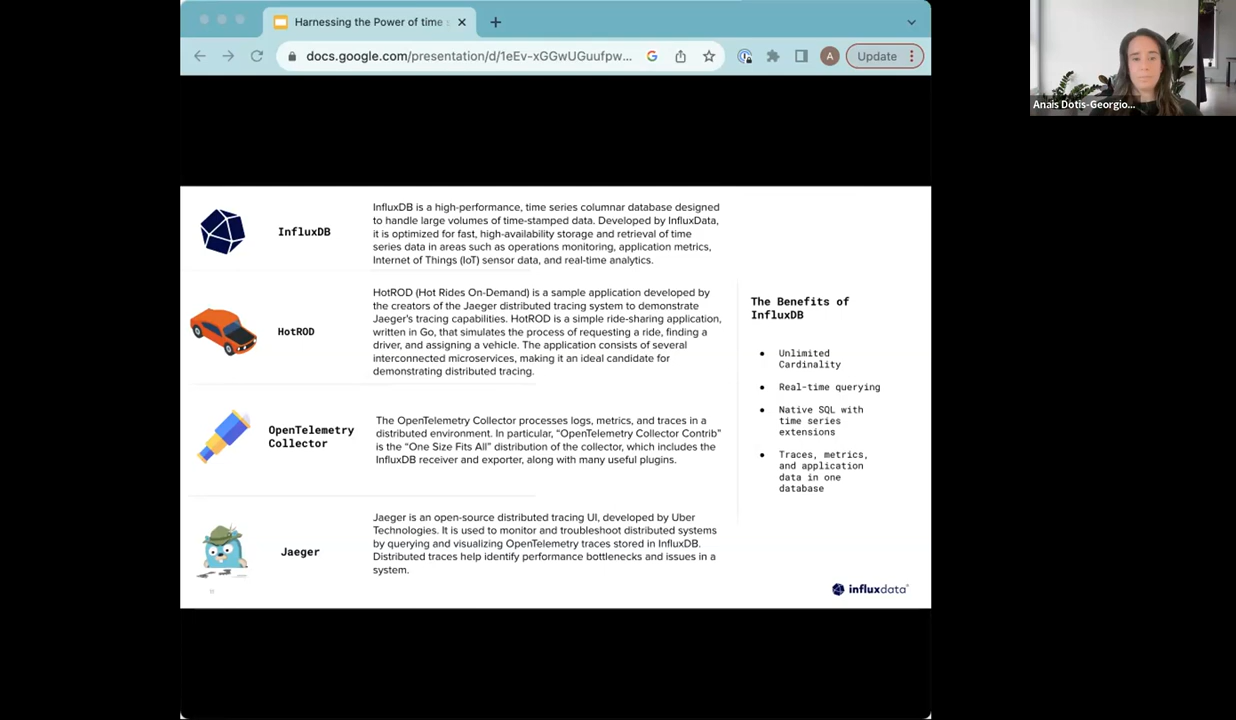 Harnessing the Power of time s
docs.google.com/presentation/d/1eEv-xGGwUGuufpw...
A
Update
Anais Dotis-Georgio...
InfluxDB
InfluxDB is a high-performance, time series columnar database designed
to handle large volumes of time-stamped data. Developed by InfluxData,
it is optimized for fast, high-availability storage and retrieval of time
series data in areas such as operations monitoring, application metrics,
Internet of Things (IoT) sensor data, and real-time analytics.
HotROD
HotROD (Hot Rides On-Demand) is a sample application developed by
the creators of the Jaeger distributed tracing system to demonstrate
Jaeger's tracing capabilities. HotROD is a simple ride-sharing application,
written in Go, that simulates the process of requesting a ride, finding a
driver, and assigning a vehicle. The application consists of several
interconnected microservices, making it an ideal candidate for
demonstrating distributed tracing.
OpenTelemetry
Collector
The OpenTelemetry Collector processes logs, metrics, and traces in a
distributed environment. In particular, “OpenTelemetry Collector Contrib”
is the “One Size Fits All” distribution of the collector, which includes the
InfluxDB receiver and exporter, along with many useful plugins.
Jaeger
Jaeger is an open-source distributed tracing UI, developed by Uber
Technologies. It is used to monitor and troubleshoot distributed systems
by querying and visualizing OpenTelemetry traces stored in InfluxDB.
Distributed traces help identify performance bottlenecks and issues in a
system.
The Benefits of
InfluxDB
● Unlimited
Cardinality
● Real-time querying
● Native SQL with
time series
extensions
● Traces, metrics,
and application
data in one
database
influxdata